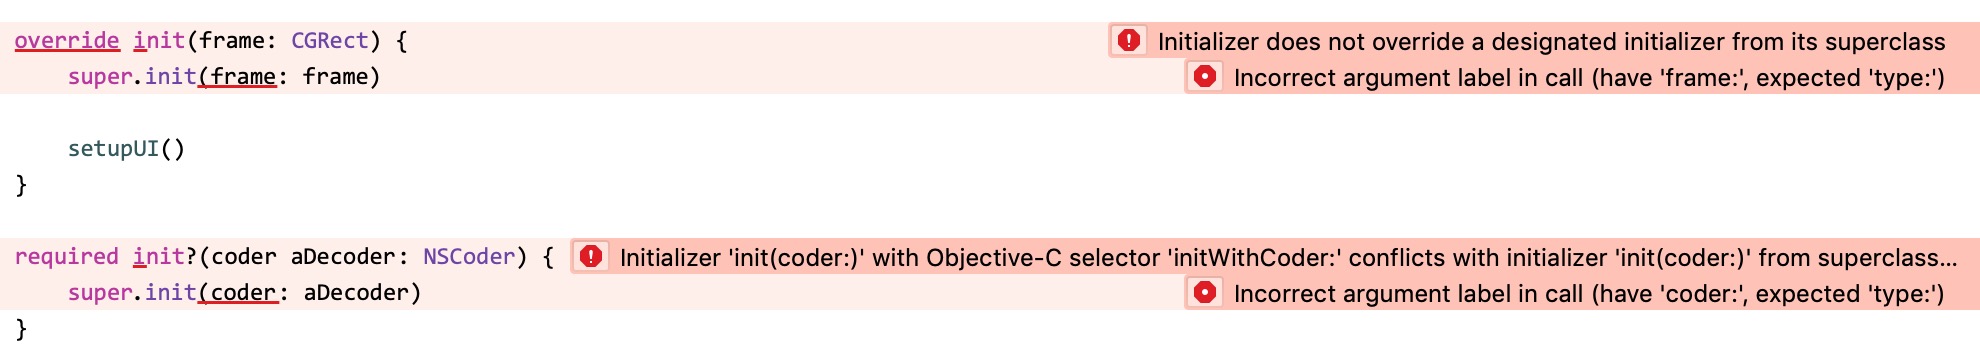 override init(frame: CGRect) { Initializer does not override a designated initializer from its superclass
super.init(frame: frame) Incorrect argument label in call (have 'frame:', expected 'type:')
setupUI()
}
required init?(coder aDecoder: NSCoder) { Initializer 'init(coder:)' with Objective-C selector 'initWithCoder:' conflicts with initializer 'init(coder:)' from superclass...
super.init(coder: aDecoder) Incorrect argument label in call (have 'coder:', expected 'type:')
}